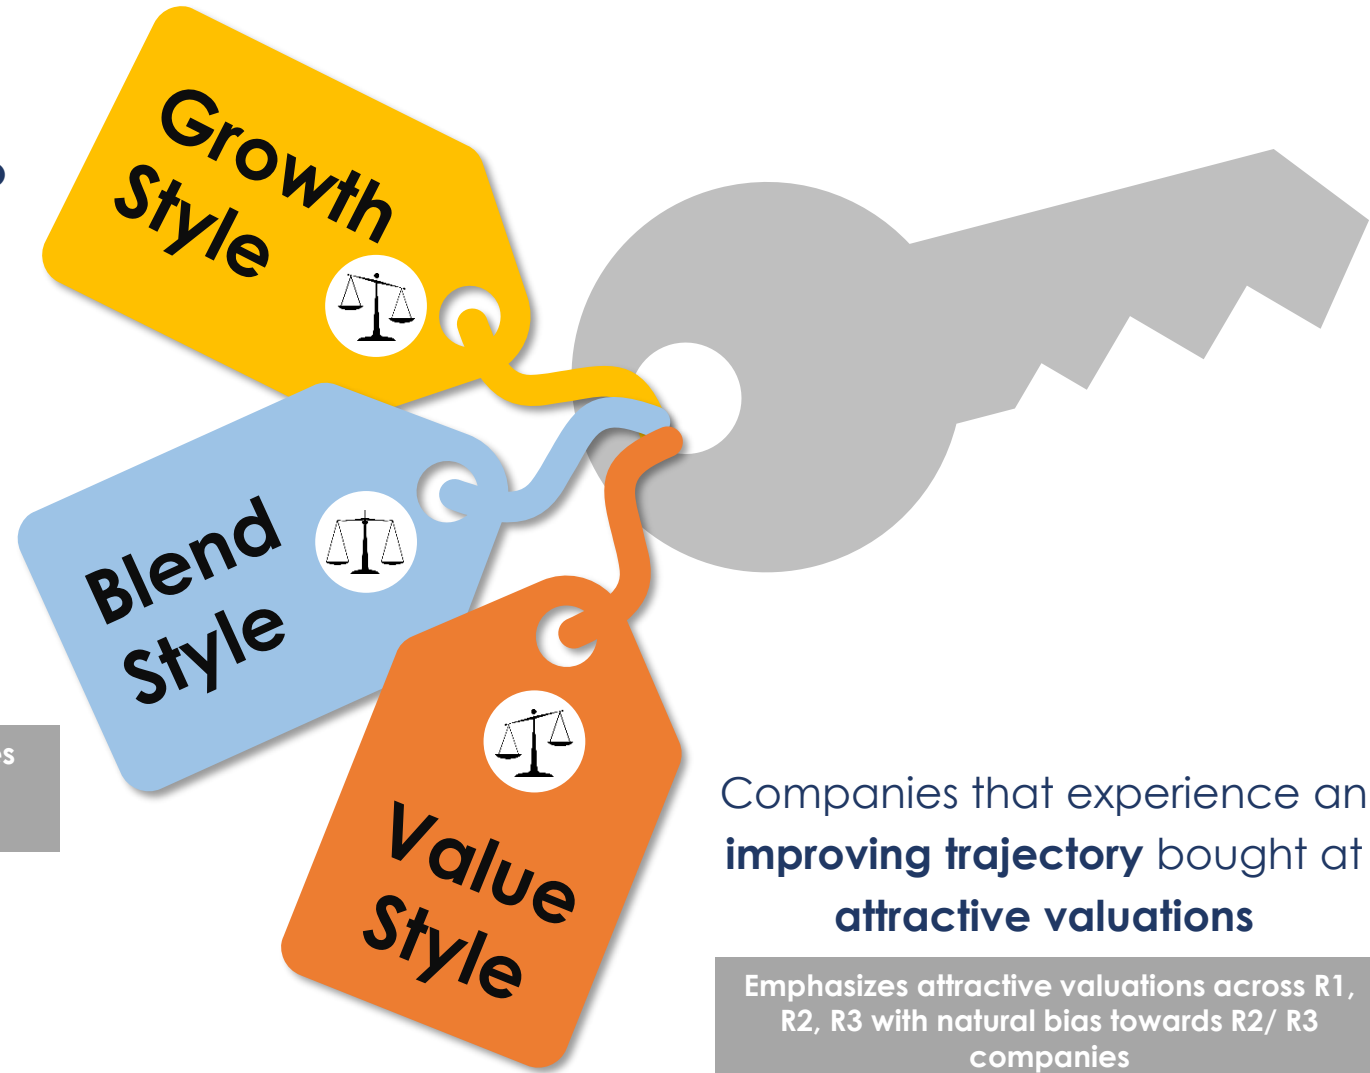 Growth
Style
Blend
Style
Value
Style
Companies that experience an
improving trajectory bought at
attractive valuations
Emphasizes attractive valuations across R1,
R2, R3 with natural bias towards R2/ R3
companies